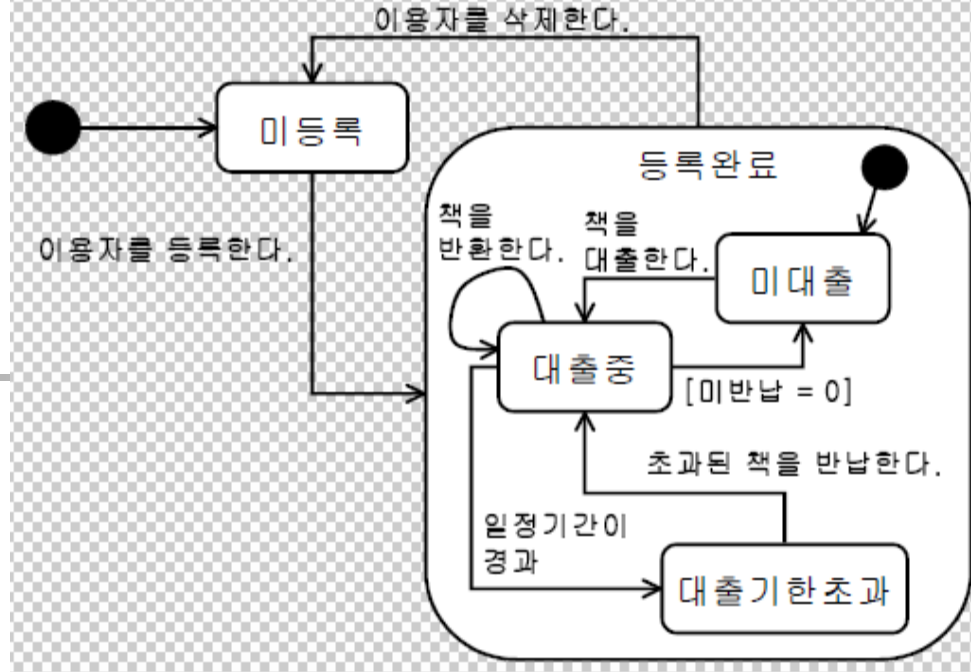 이용자를 삭제한다.
미등록
등록완료
이용자를 등록한다.
책을
반환한다.
책을
대출한다.
미대출
대출중
[미반납 = 0]
초과된 책을 반납한다.
일정기간이
경과
대출기한초과